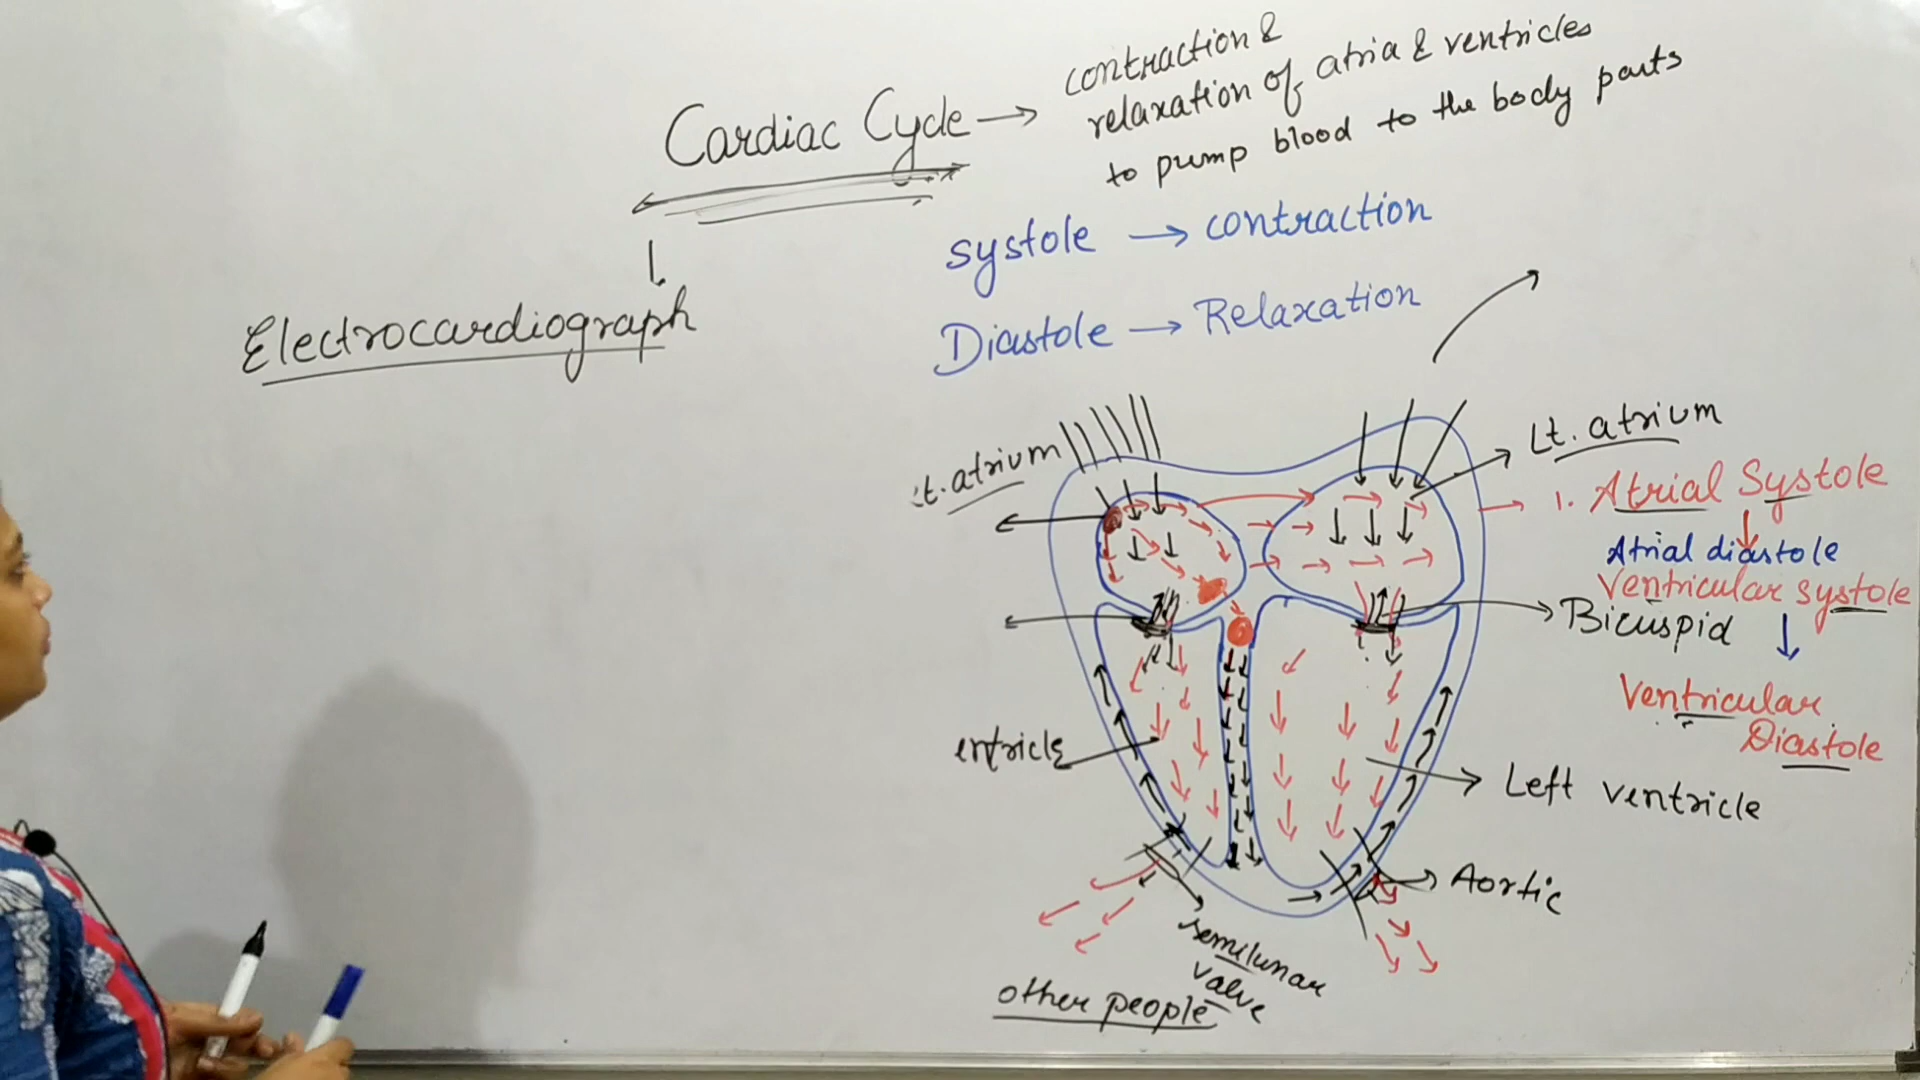 Cardiac Cycle → contraction &
relaxation of atria & ventricles
to pump blood to the body parts
systole → contraction
Diastole → Relaxation
Electrocardiograph
t. atrium
Lt. atrium
1. Atrial Systole
Atrial diastole
Ventricular systole
Bicuspid
Ventricular
Diastole
entricle
Left ventricle
Aortic
semilunar
valve
other people